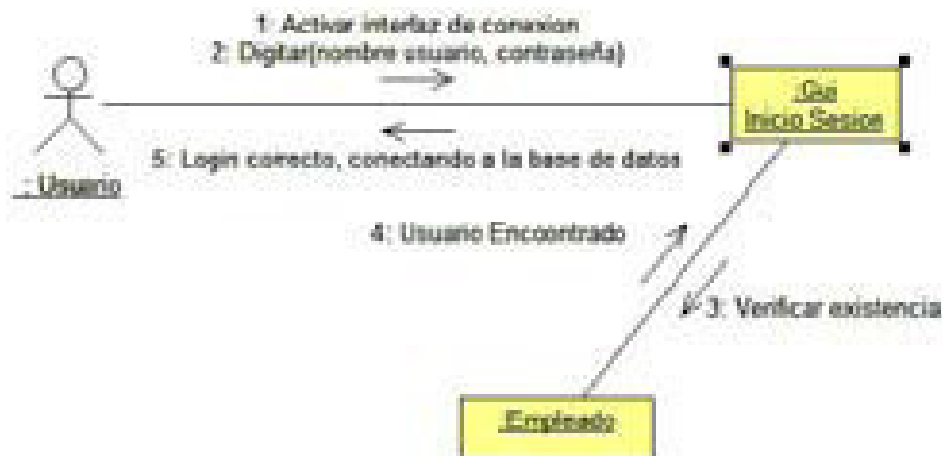 1: Activar interfaz de conexion
2: Digitar(nombre usuario, contraseña)
: Gui
Inicio Sesion
5: Login correcto, conectando a la base de datos
: Usuario
4: Usuario Encoontrado
3: Verificar existencia
: Empleado